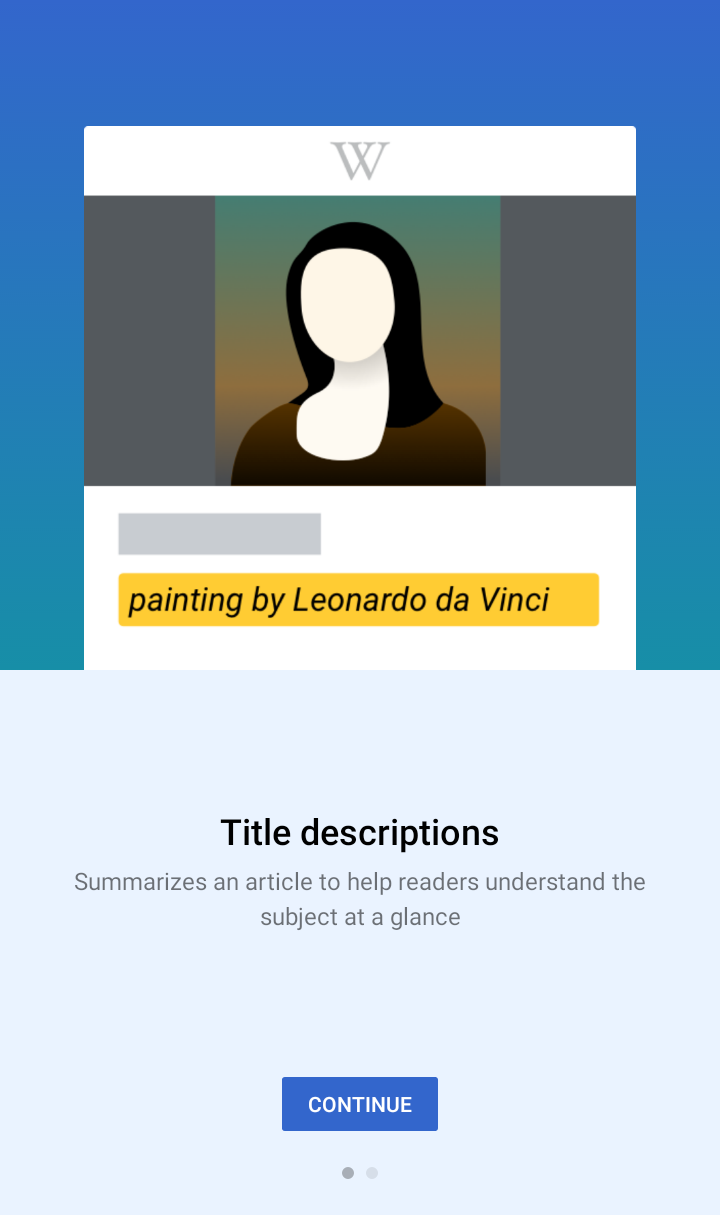 W
painting by Leonardo da Vinci
Title descriptions
Summarizes an article to help readers understand the
subject at a glance
CONTINUE